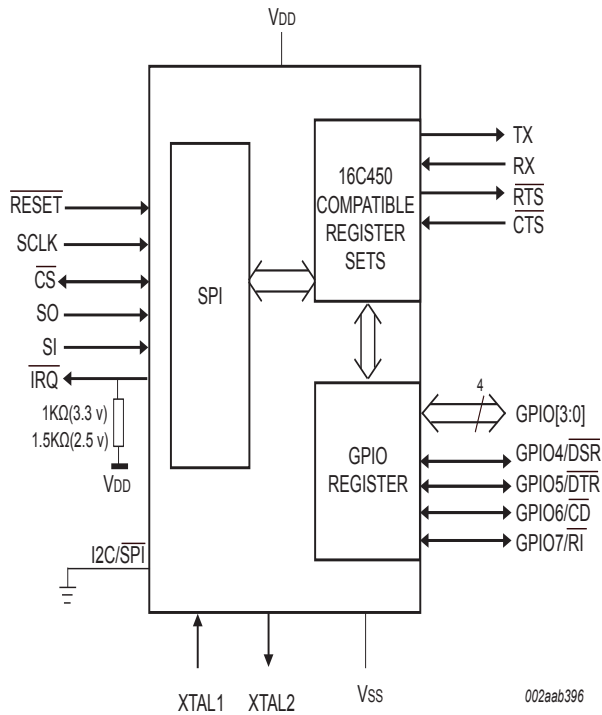 VDD
TX
RX
RTS
CTS
16C450
COMPATIBLE
REGISTER
SETS
RESET
SCLK
CS
SO
SI
IRQ
SPI
1KΩ(3.3 v)
1.5KΩ(2.5 v)
VDD
4
GPIO[3:0]
GPIO
REGISTER
GPIO4/DSR
GPIO5/DTR
GPIO6/CD
GPIO7/RI
I2C/SPI
XTAL1
XTAL2
VSS
002aab396